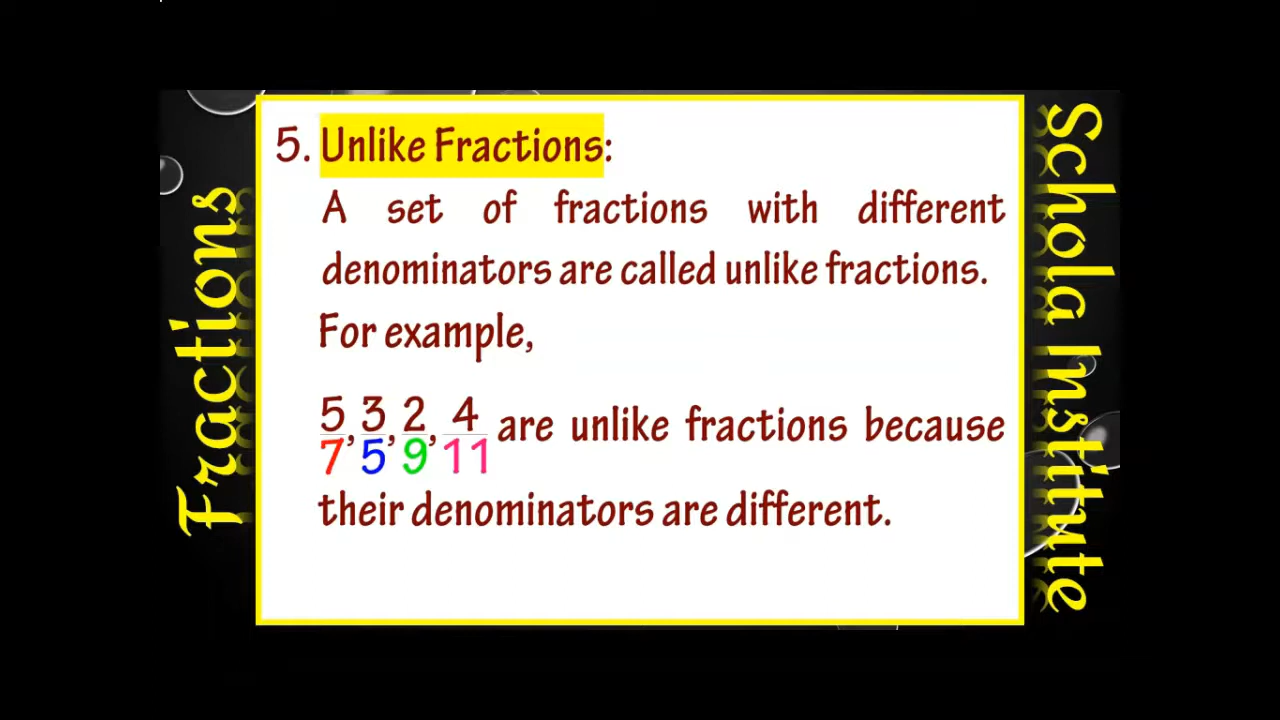 Fractions
5. Unlike Fractions:
A set of fractions with different
denominators are called unlike fractions.
For example,
5/7, 3/5, 2/9, 4/11 are unlike fractions because
their denominators are different.
Schola Institute